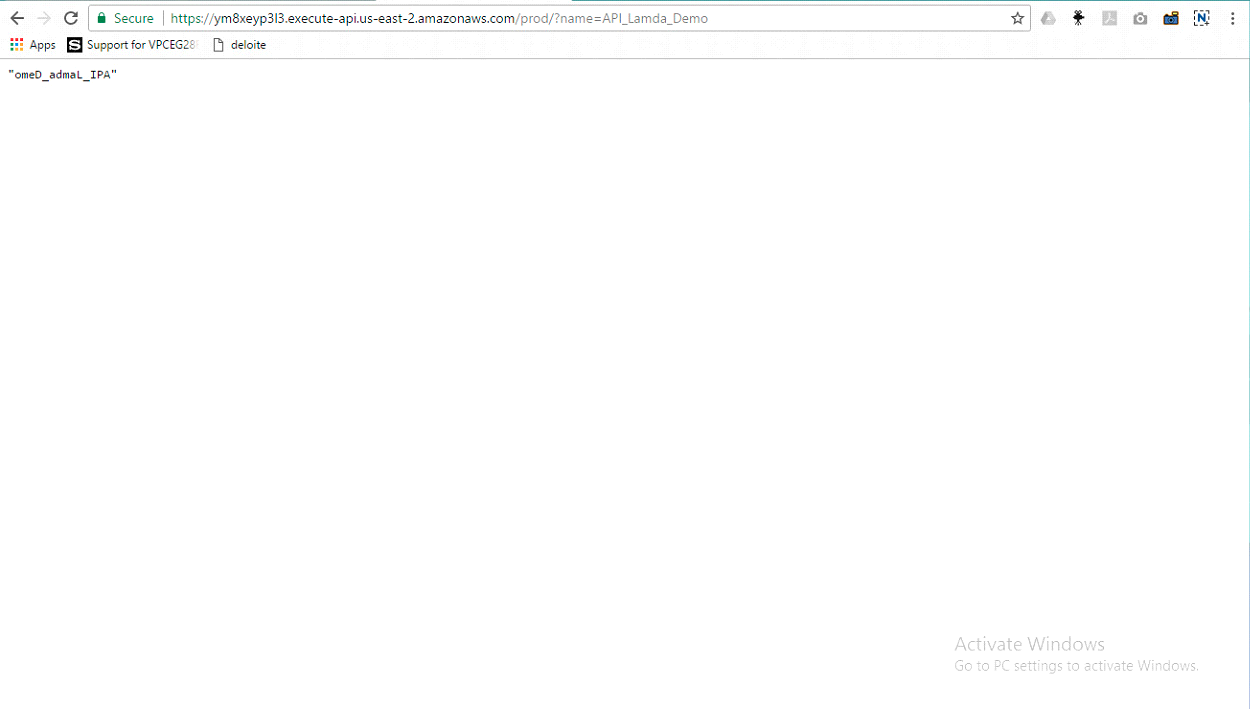 Secure https://ym8xeyp3l3.execute-api.us-east-2.amazonaws.com/prod/?name=API_Lamda_Demo
Apps Support for VPCEG28 deloite
"omeD_admaL_IPA"
Activate Windows
Go to PC settings to activate Windows.